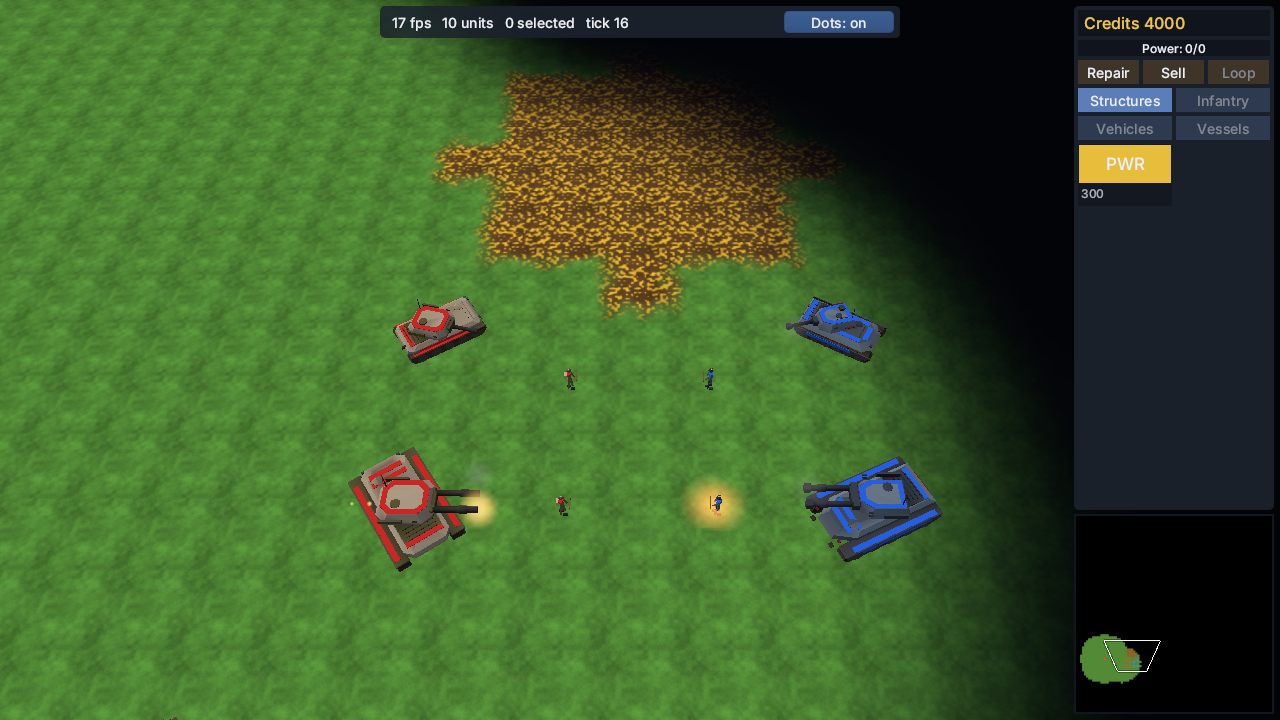 17 fps 10 units 0 selected tick 16 Dots: on
Credits 4000
Power: 0/0
Repair Sell Loop
Structures Infantry
Vehicles Vessels
PWR
300